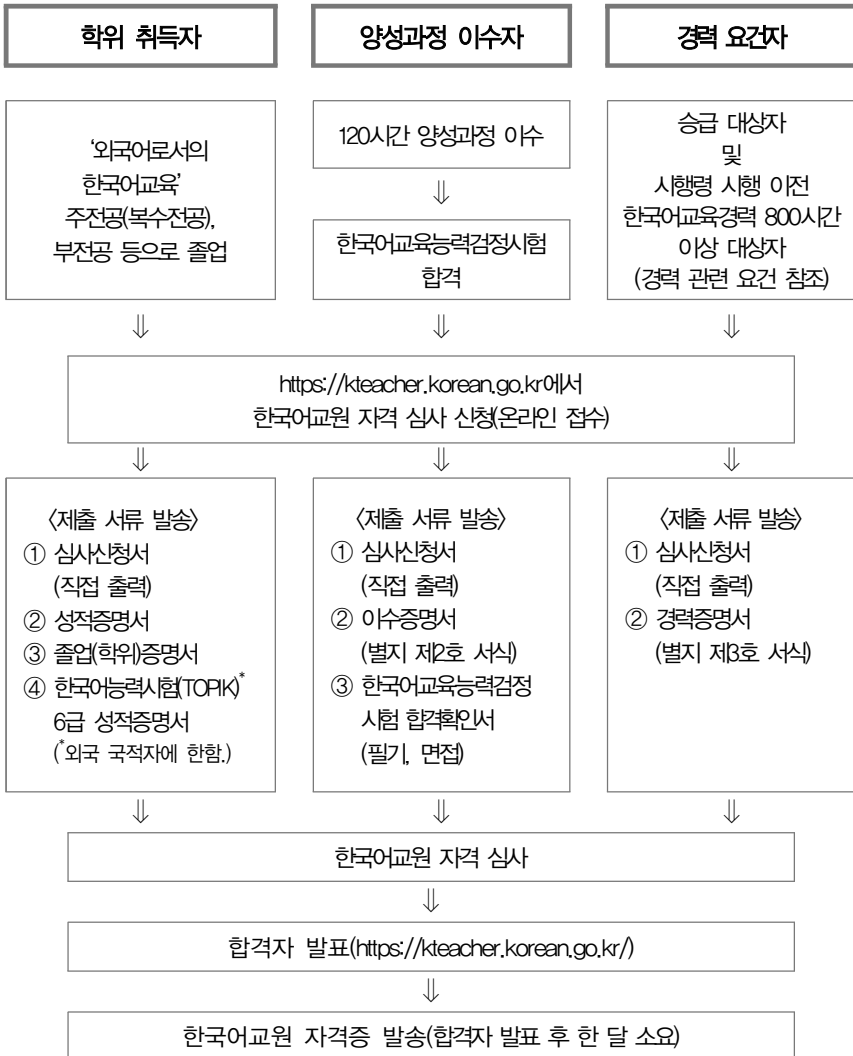 학위 취득자
양성과정 이수자
경력 요건자
‘외국어로서의
한국어교육’
주전공(복수전공),
부전공 등으로 졸업
120시간 양성과정 이수
⇓
한국어교육능력검정시험
합격
승급 대상자
및
시행령 시행 이전
한국어교육경력 800시간
이상 대상자
(경력 관련 요건 참조)
⇓ ⇓ ⇓
https://kteacher.korean.go.kr에서
한국어교원 자격 심사 신청(온라인 접수)
⇓ ⇓ ⇓
〈제출 서류 발송〉
① 심사신청서
(직접 출력)
② 성적증명서
③ 졸업(학위)증명서
④ 한국어능력시험(TOPIK)*
6급 성적증명서
(*외국 국적자에 한함.)
〈제출 서류 발송〉
① 심사신청서
(직접 출력)
② 이수증명서
(별지 제2호 서식)
③ 한국어교육능력검정
시험 합격확인서
(필기, 면접)
〈제출 서류 발송〉
① 심사신청서
(직접 출력)
② 경력증명서
(별지 제3호 서식)
⇓ ⇓ ⇓
한국어교원 자격 심사
⇓
합격자 발표(https://kteacher.korean.go.kr/)
⇓
한국어교원 자격증 발송(합격자 발표 후 한 달 소요)